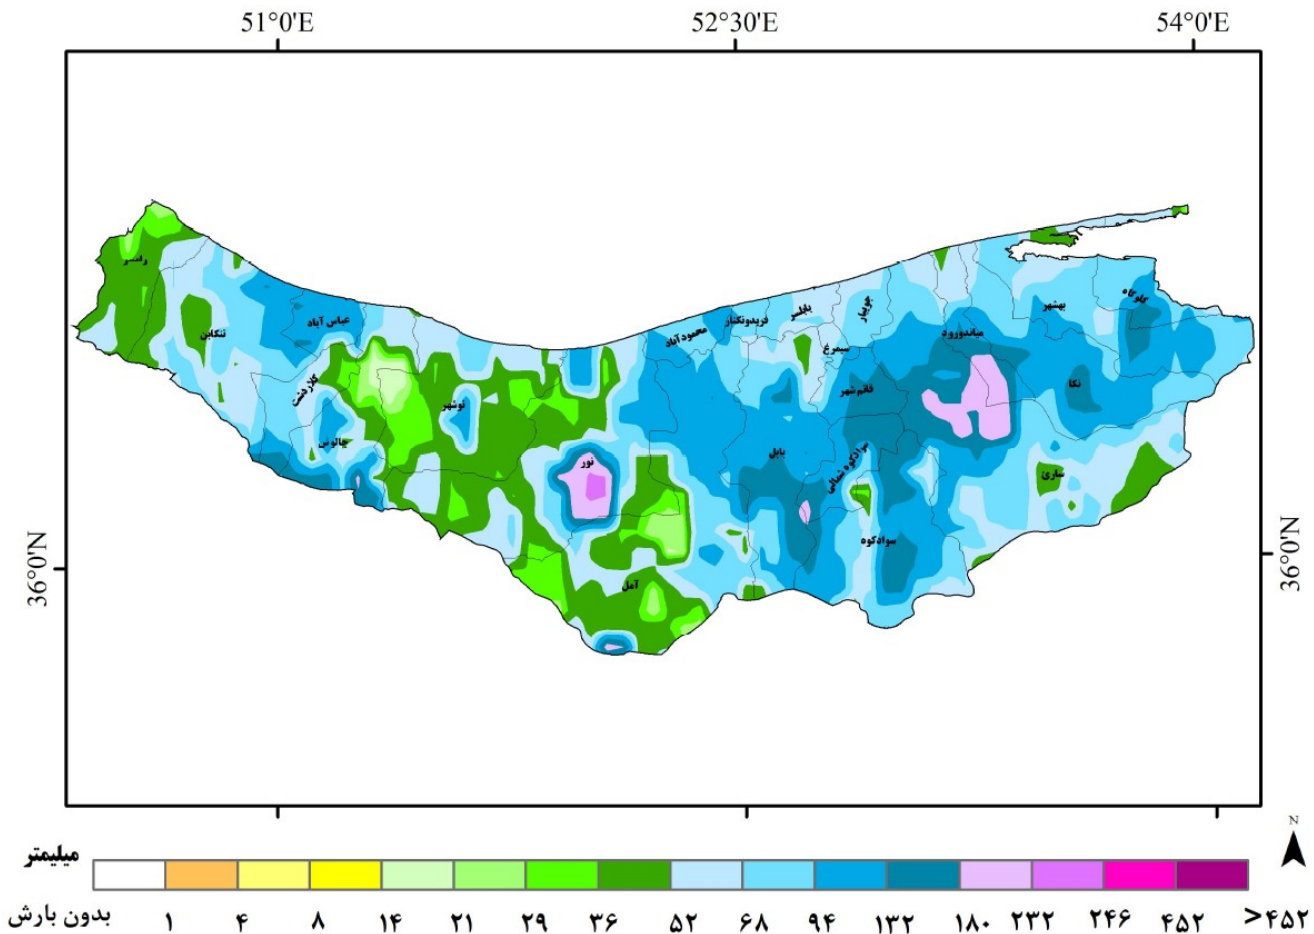 51°0'E 52°30'E 54°0'E
رامسر
تنکابن
عباس آباد
کلاردشت
چالوس
نوشهر
نور
آمل
محمودآباد
فریدونکنار
بابلسر
جویبار
سیمرغ
قائم شهر
بابل
سوادکوه شمالی
سوادکوه
میاندورود
بهشهر
گلوگاه
نکا
ساری
36°0'N
36°0'N
N
میلیمتر
بدون بارش ۱ ۴ ۸ ۱۴ ۲۱ ۲۹ ۳۶ ۵۲ ۶۸ ۹۴ ۱۳۲ ۱۸۰ ۲۳۲ ۲۴۶ ۴۵۲ >۴۵۲